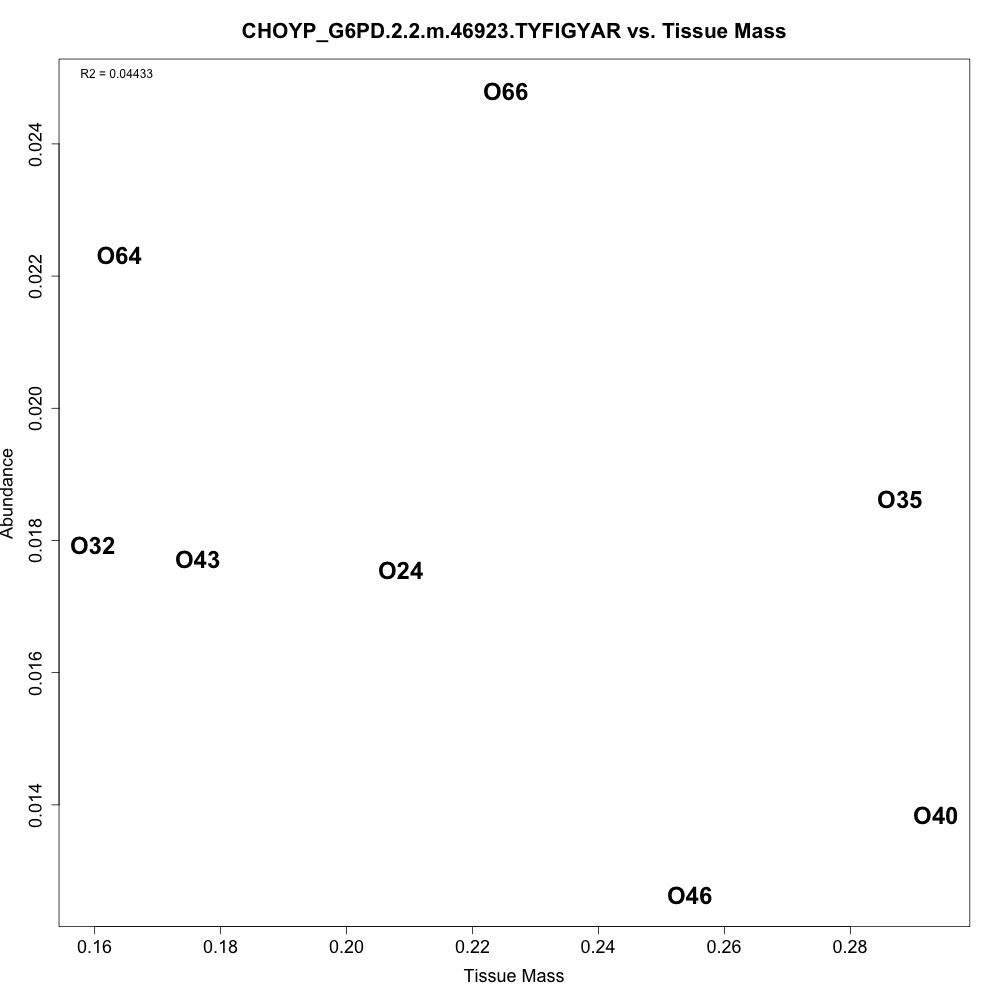 CHOYP_G6PD.2.2.m.46923.TYFIGYAR vs. Tissue Mass
R2 = 0.04433
O66
O64
O35
O32
O43
O24
O40
O46
Abundance
0.024
0.022
0.020
0.018
0.016
0.014
0.16 0.18 0.20 0.22 0.24 0.26 0.28
Tissue Mass